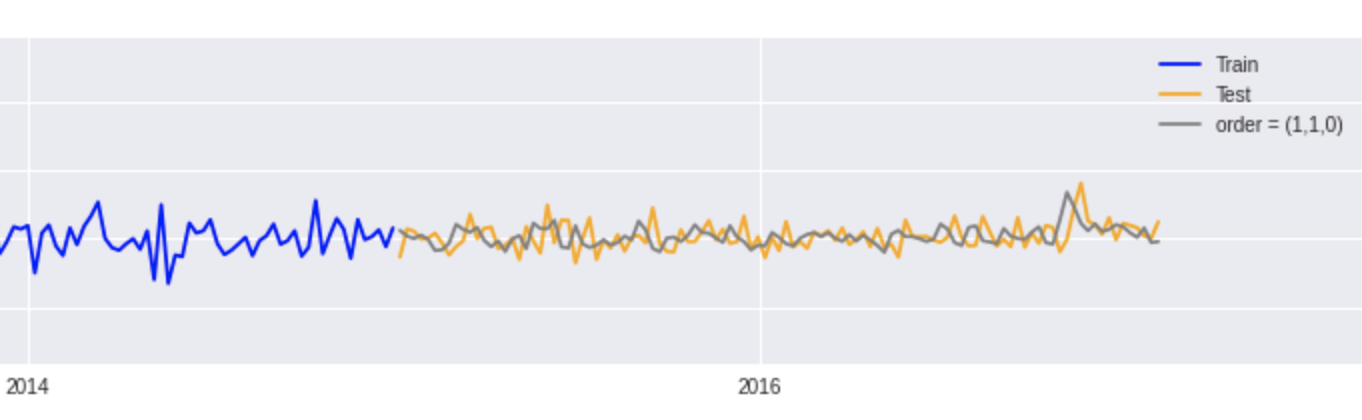 Train
Test
order = (1,1,0)
2014
2016